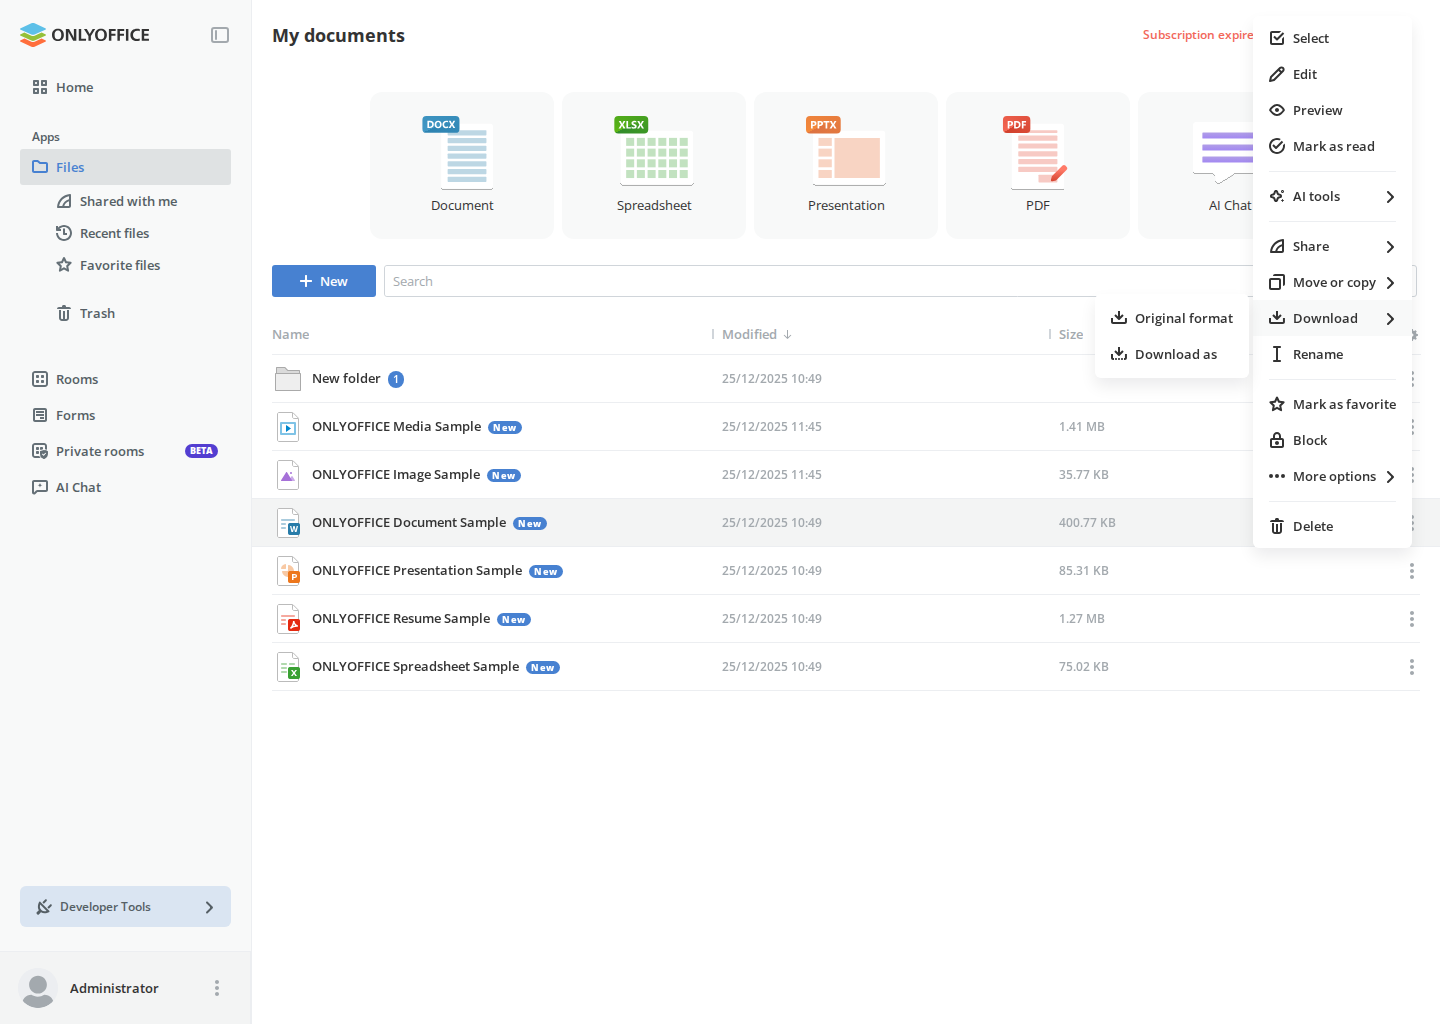 ONLYOFFICE
Home
Apps
Files
Shared with me
Recent files
Favorite files
Trash
Rooms
Forms
Private rooms BETA
AI Chat
Developer Tools
Administrator
My documents
Subscription expire
DOCX
Document
XLSX
Spreadsheet
PPTX
Presentation
PDF
PDF
AI Chat
New
Search
Name Modified Size
New folder 1 25/12/2025 10:49
ONLYOFFICE Media Sample New 25/12/2025 11:45 1.41 MB
ONLYOFFICE Image Sample New 25/12/2025 11:45 35.77 KB
W
ONLYOFFICE Document Sample New 25/12/2025 10:49 400.77 KB
P
ONLYOFFICE Presentation Sample New 25/12/2025 10:49 85.31 KB
ONLYOFFICE Resume Sample New 25/12/2025 10:49 1.27 MB
X
ONLYOFFICE Spreadsheet Sample New 25/12/2025 10:49 75.02 KB
Original format
Download as
Select
Edit
Preview
Mark as read
AI tools
Share
Move or copy
Download
Rename
Mark as favorite
Block
More options
Delete